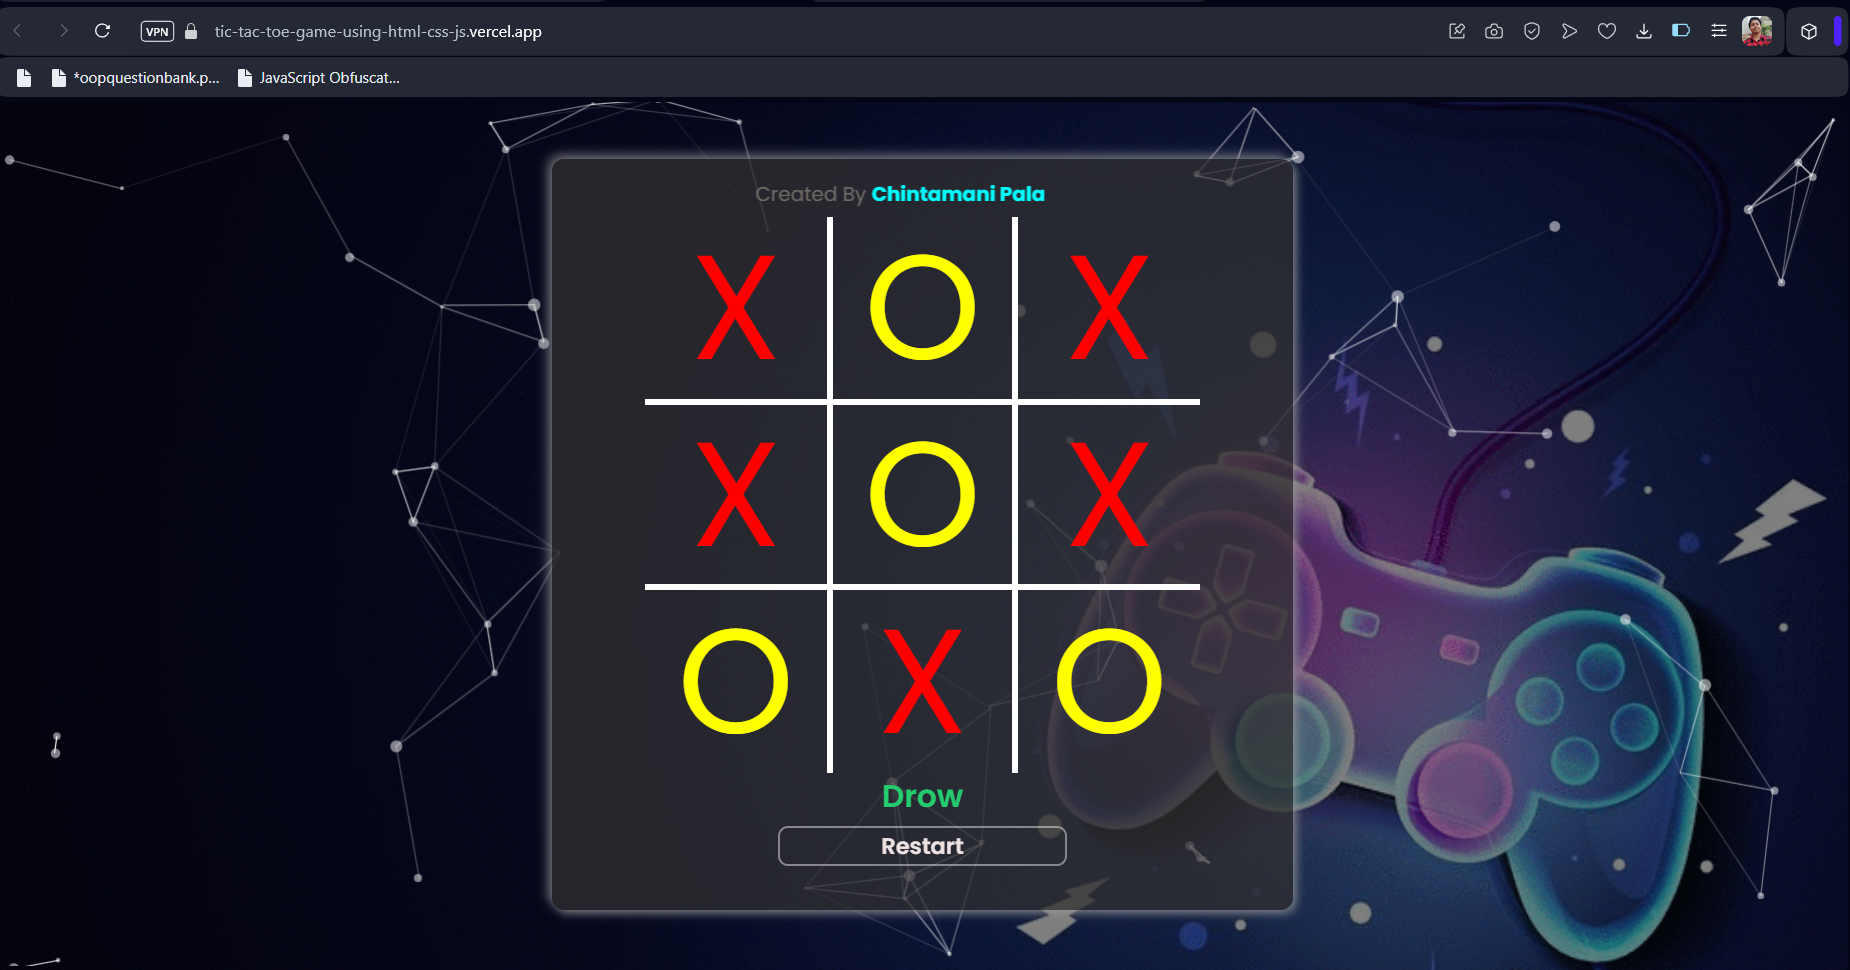 VPN tic-tac-toe-game-using-html-css-js.vercel.app
*oopquestionbank.p... JavaScript Obfuscat...
Created By Chintamani Pala
X O X
X O X
O X O
Drow
Restart